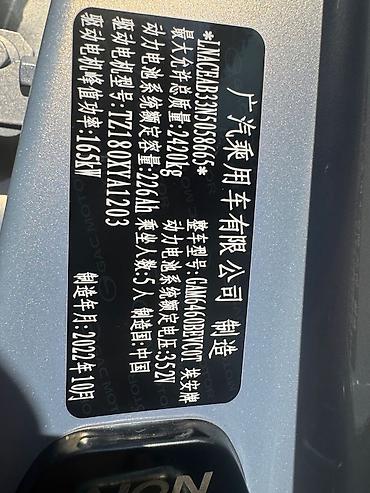 广汽乘用车有限公司 制造
*LNACEAB33N5058665*
整车型号:GAM6460BEVC0T 埃安牌
最大允许总质量:2420kg
动力电池系统额定电压:352V
动力电池系统额定容量:226Ah
乘坐人数:5人 制造国:中国
驱动电机型号:TZ180XYA1203
驱动电机峰值功率:165kW
制造年月:2022年10月
GAC MOTOR